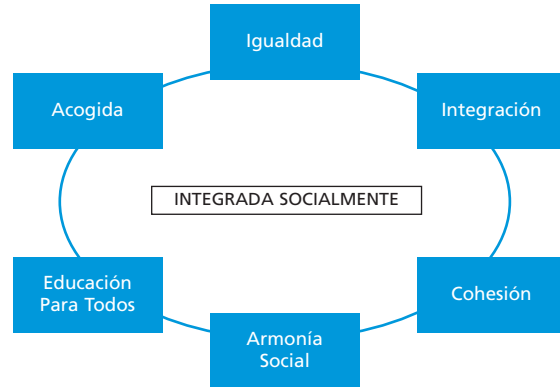 Igualdad
Acogida
Integración
INTEGRADA SOCIALMENTE
Educación
Para Todos
Cohesión
Armonía
Social